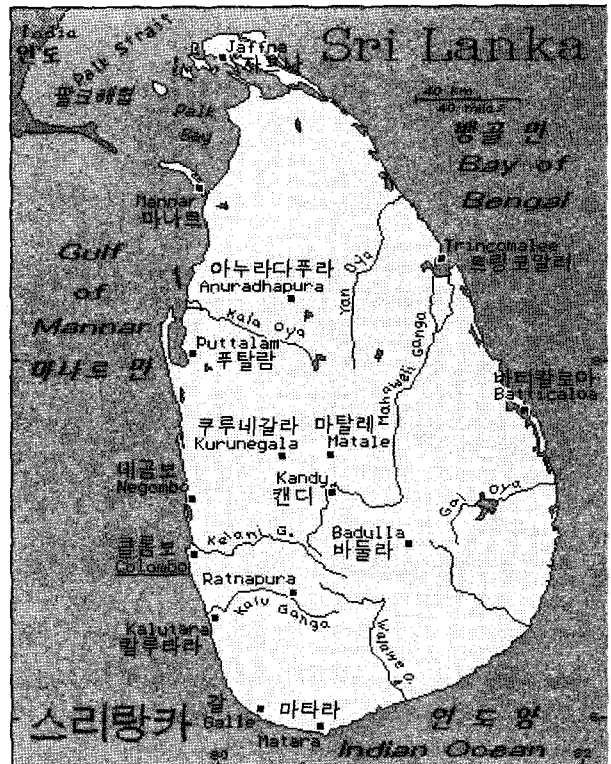 India
인도
Palk Strait
팔크해협
Jaffna
자프나
Sri Lanka
40 km
Palk
Bay
벵골 만
Bay of
Bengal
Mannar
마나르
Trincomalee
트링코말리
Gulf
of
Mannar
마나르 만
아누라다푸라
Anuradhapura
Yan Oya
Kala Oya
Mahaweli Ganga
Puttalam
푸탈람
바티칼로아
Batticaloa
쿠루네갈라
Kurunegala
마탈레
Matale
네곰보
Negombo
Kandy
캔디
Gal Oya
콜롬보
Colombo
Kelani G.
Badulla
바둘라
Ratnapura
Kalu Ganga
Walawe G.
Kalutara
칼루타라
갈
Galle
마타라
Matara
스리랑카
인도양
Indian Ocean
80
82